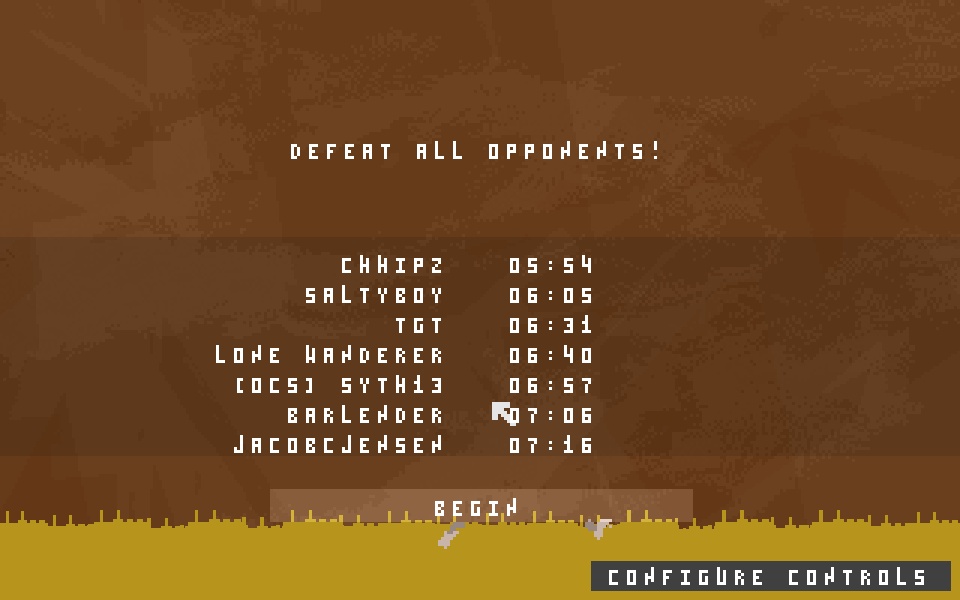 DEFEAT ALL OPPONENTS!
CHHIPZ 05:54
SALTYBOY 06:05
TGT 06:31
LONE WANDERER 06:40
[OCS] SYTH13 06:57
BARLENDER 07:06
JACOBCJENSEN 07:16
BEGIN
CONFIGURE CONTROLS